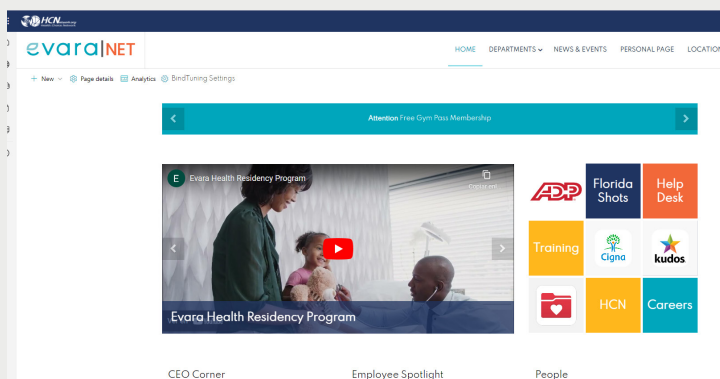 HCN
evara|NET
HOME DEPARTMENTS NEWS & EVENTS PERSONAL PAGE LOCATION
+ New Page details Analytics BindTuning Settings
Attention Free Gym Pass Membership
E Evara Health Residency Program
Evara Health Residency Program
ADP
Florida Shots
Help Desk
Training
Cigna
kudos
HCN
Careers
CEO Corner
Employee Spotlight
People